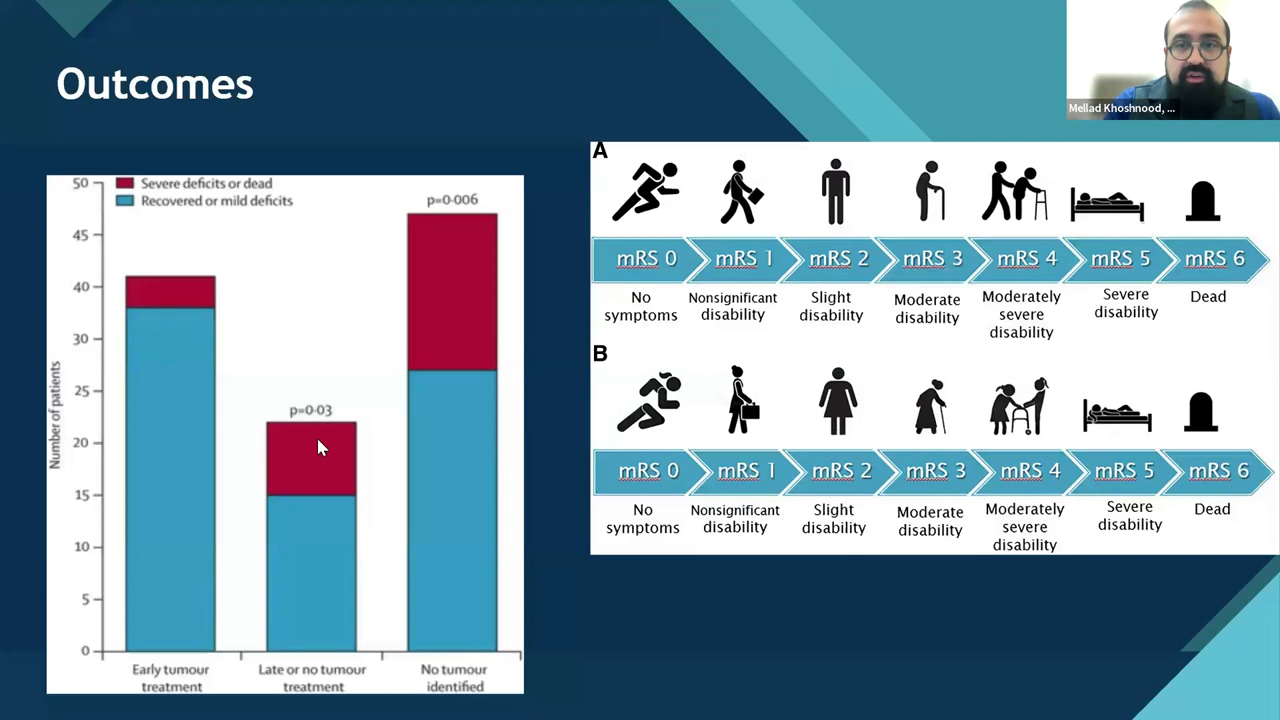 Outcomes
Mellad Khoshnood, ...
50
45
40
35
30
25
20
15
10
5
0
Number of patients
Severe deficits or dead
Recovered or mild deficits
p=0·03
p=0·006
Early tumour
treatment
Late or no tumour
treatment
No tumour
identified
A
mRS 0
mRS 1
mRS 2
mRS 3
mRS 4
mRS 5
mRS 6
No
symptoms
Nonsignificant
disability
Slight
disability
Moderate
disability
Moderately
severe
disability
Severe
disability
Dead
B
mRS 0
mRS 1
mRS 2
mRS 3
mRS 4
mRS 5
mRS 6
No
symptoms
Nonsignificant
disability
Slight
disability
Moderate
disability
Moderately
severe
disability
Severe
disability
Dead